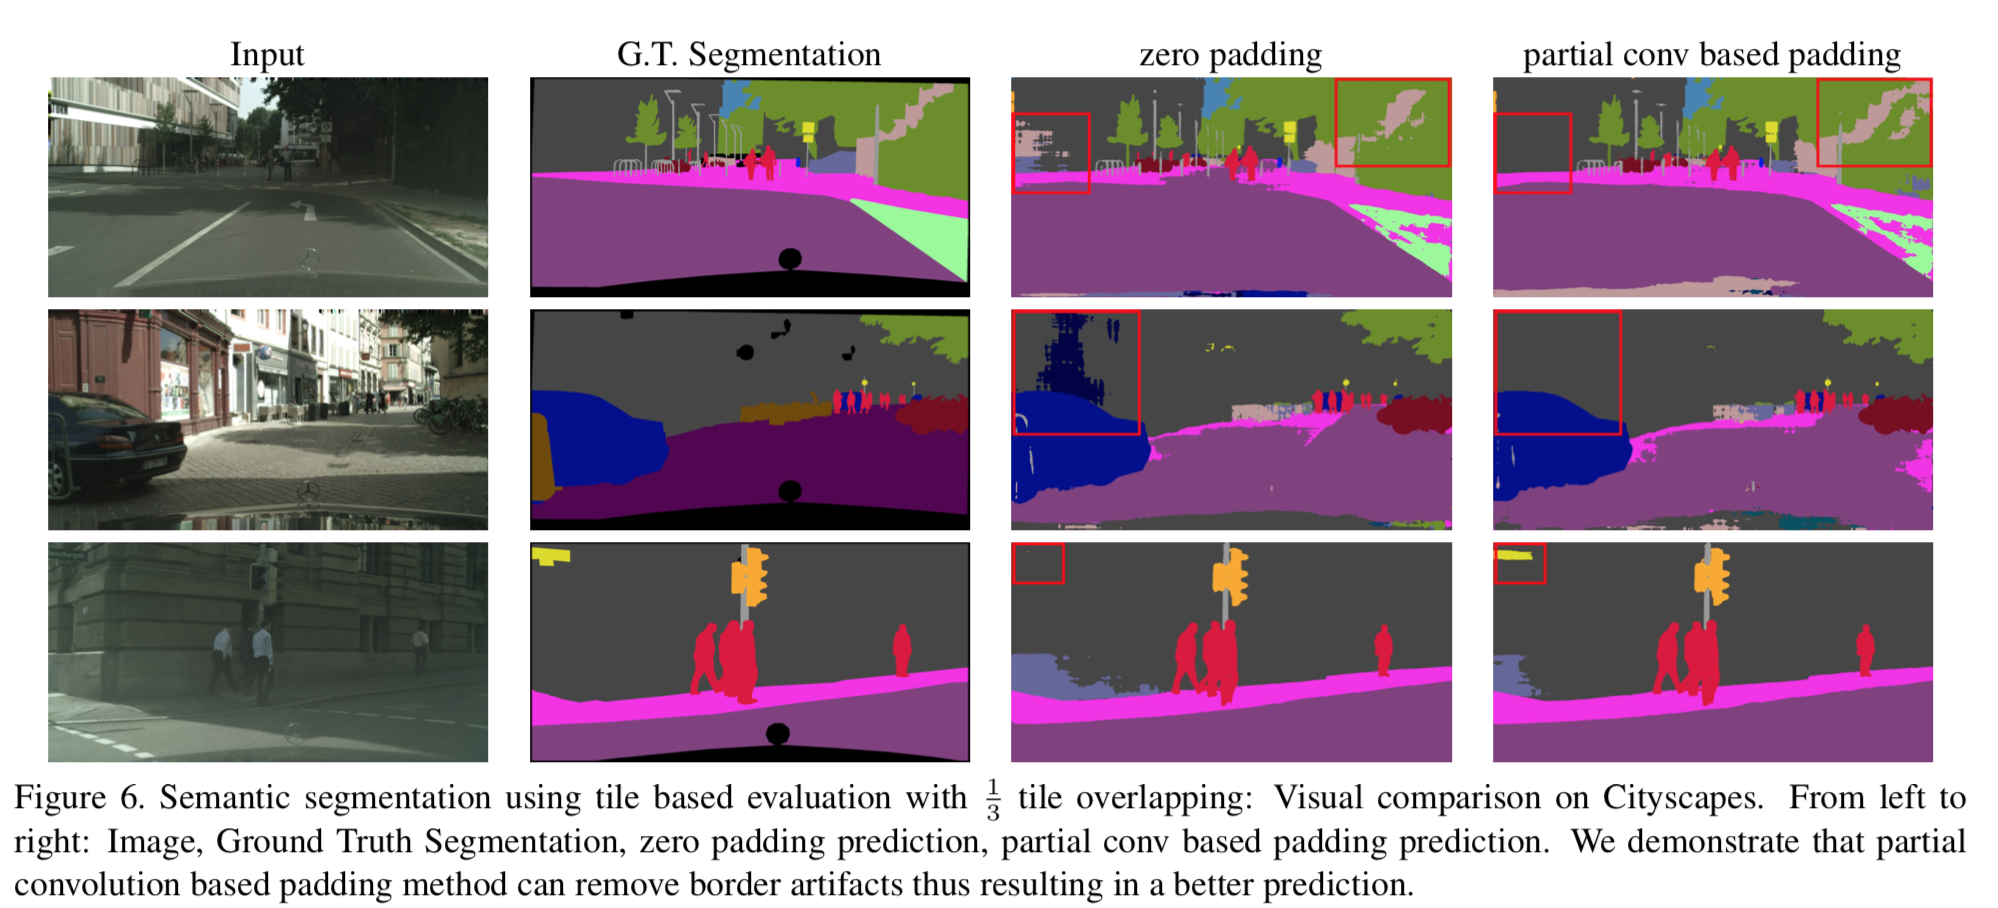 Input G.T. Segmentation zero padding partial conv based padding
Figure 6. Semantic segmentation using tile based evaluation with 1/3 tile overlapping: Visual comparison on Cityscapes. From left to
right: Image, Ground Truth Segmentation, zero padding prediction, partial conv based padding prediction. We demonstrate that partial
convolution based padding method can remove border artifacts thus resulting in a better prediction.